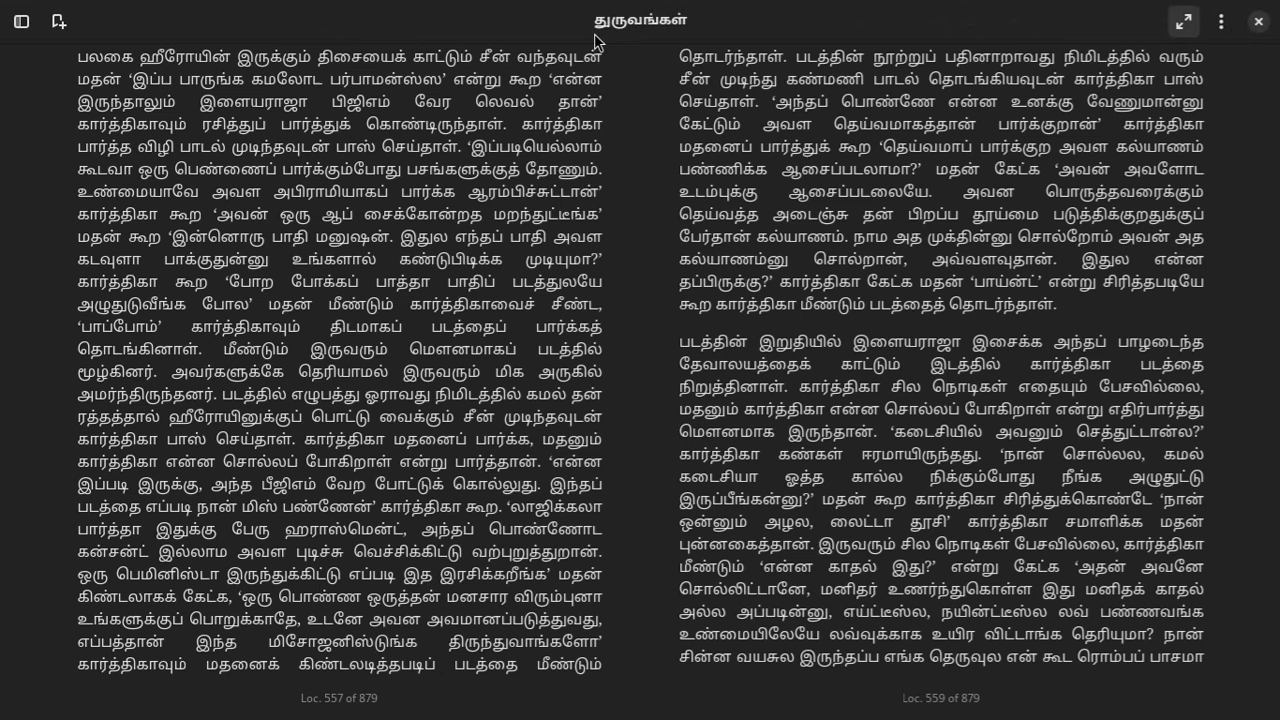 துருவங்கள்
பலகை ஹீரோயின் இருக்கும் திசையைக் காட்டும் சீன் வந்தவுடன்
மதன் ‘இப்ப பாருங்க கமலோட பர்பாமன்ஸ்ஸ’ என்று கூற ‘என்ன
இருந்தாலும் இளையராஜா பிஜிஎம் வேர லெவல் தான்’
கார்த்திகாவும் ரசித்துப் பார்த்துக் கொண்டிருந்தாள். கார்த்திகா
பார்த்த விழி பாடல் முடிந்தவுடன் பாஸ் செய்தாள். ‘இப்படியெல்லாம்
கூடவா ஒரு பெண்ணைப் பார்க்கும்போது பசங்களுக்குத் தோணும்.
உண்மையாவே அவள அபிராமியாகப் பார்க்க ஆரம்பிச்சுட்டான்’
கார்த்திகா கூற ‘அவன் ஒரு ஆப் சைக்கோன்றத மறந்துட்டீங்க’
மதன் கூற ‘இன்னொரு பாதி மனுஷன். இதுல எந்தப் பாதி அவள
கடவுளா பாக்குதுன்னு உங்களால் கண்டுபிடிக்க முடியுமா?’
கார்த்திகா கூற ‘போற போக்கப் பாத்தா பாதிப் படத்துலயே
அழுதுடுவீங்க போல’ மதன் மீண்டும் கார்த்திகாவைச் சீண்ட,
‘பாப்போம்’ கார்த்திகாவும் திடமாகப் படத்தைப் பார்க்கத்
தொடங்கினாள். மீண்டும் இருவரும் மௌனமாகப் படத்தில்
மூழ்கினர். அவர்களுக்கே தெரியாமல் இருவரும் மிக அருகில்
அமர்ந்திருந்தனர். படத்தில் எழுபத்து ஓராவது நிமிடத்தில் கமல் தன்
ரத்தத்தால் ஹீரோயினுக்குப் பொட்டு வைக்கும் சீன் முடிந்தவுடன்
கார்த்திகா பாஸ் செய்தாள். கார்த்திகா மதனைப் பார்க்க, மதனும்
கார்த்திகா என்ன சொல்லப் போகிறாள் என்று பார்த்தான். ‘என்ன
இப்படி இருக்கு, அந்த பீஜிஎம் வேற போட்டுக் கொல்லுது. இந்தப்
படத்தை எப்படி நான் மிஸ் பண்ணேன்’ கார்த்திகா கூற. ‘லாஜிக்கலா
பார்த்தா இதுக்கு பேரு ஹராஸ்மென்ட், அந்தப் பொண்ணோட
கன்சன்ட் இல்லாம அவள புடிச்சு வெச்சிக்கிட்டு வற்புறுத்துறான்.
ஒரு பெமினிஸ்டா இருந்துக்கிட்டு எப்படி இத இரசிக்கறீங்க’ மதன்
கிண்டலாகக் கேட்க, ‘ஒரு பொண்ண ஒருத்தன் மனசார விரும்புனா
உங்களுக்குப் பொறுக்காதே, உடனே அவன அவமானப்படுத்துவது,
எப்பத்தான் இந்த மிசோஜனிஸ்டுங்க திருந்துவாங்களோ’
கார்த்திகாவும் மதனைக் கிண்டலடித்தபடிப் படத்தை மீண்டும்
Loc. 557 of 879
தொடர்ந்தாள். படத்தின் நூற்றுப் பதினாறாவது நிமிடத்தில் வரும்
சீன் முடிந்து கண்மணி பாடல் தொடங்கியவுடன் கார்த்திகா பாஸ்
செய்தாள். ‘அந்தப் பொண்ணே என்ன உனக்கு வேணுமான்னு
கேட்டும் அவள தெய்வமாகத்தான் பார்க்குறான்’ கார்த்திகா
மதனைப் பார்த்துக் கூற ‘தெய்வமாப் பார்க்குற அவள கல்யாணம்
பண்ணிக்க ஆசைப்படலாமா?’ மதன் கேட்க ‘அவன் அவளோட
உடம்புக்கு ஆசைப்படலையே. அவன பொருத்தவரைக்கும்
தெய்வத்த அடைஞ்சு தன் பிறப்ப தூய்மை படுத்திக்குறதுக்குப்
பேர்தான் கல்யாணம். நாம அத முக்தின்னு சொல்றோம் அவன் அத
கல்யாணம்னு சொல்றான், அவ்வளவுதான். இதுல என்ன
தப்பிருக்கு?’ கார்த்திகா கேட்க மதன் ‘பாய்ன்ட்’ என்று சிரித்தபடியே
கூற கார்த்திகா மீண்டும் படத்தைத் தொடர்ந்தாள்.
படத்தின் இறுதியில் இளையராஜா இசைக்க அந்தப் பாழடைந்த
தேவாலயத்தைக் காட்டும் இடத்தில் கார்த்திகா படத்தை
நிறுத்தினாள். கார்த்திகா சில நொடிகள் எதையும் பேசவில்லை,
மதனும் கார்த்திகா என்ன சொல்லப் போகிறாள் என்று எதிர்பார்த்து
மௌனமாக இருந்தான். ‘கடைசியில் அவனும் செத்துட்டான்ல?’
கார்த்திகா கண்கள் ஈரமாயிருந்தது. ‘நான் சொல்லல, கமல்
கடைசியா ஓத்த கால்ல நிக்கும்போது நீங்க அழுதுட்டு
இருப்பீங்கன்னு?’ மதன் கூற கார்த்திகா சிரித்துக்கொண்டே ‘நான்
ஒன்னும் அழல, லைட்டா தூசி’ கார்த்திகா சமாளிக்க மதன்
புன்னகைத்தான். இருவரும் சில நொடிகள் பேசவில்லை, கார்த்திகா
மீண்டும் ‘என்ன காதல் இது?’ என்று கேட்க ‘அதன் அவனே
சொல்லிட்டானே, மனிதர் உணர்ந்துகொள்ள இது மனிதக் காதல்
அல்ல அப்படின்னு, எய்ட்டீஸ்ல, நயின்ட்டீஸ்ல லவ் பண்ணவங்க
உண்மையிலேயே லவ்வுக்காக உயிர விட்டாங்க தெரியுமா? நான்
சின்ன வயசுல இருந்தப்ப எங்க தெருவுல என் கூட ரொம்பப் பாசமா
Loc. 559 of 879